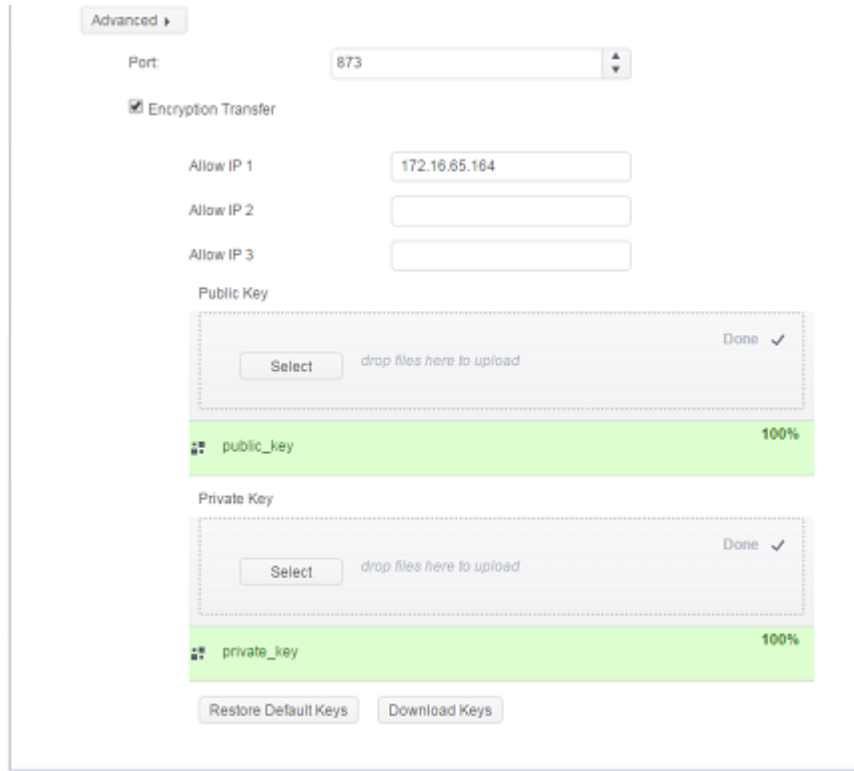 Advanced
Port:
873
Encryption Transfer
Allow IP 1
172.16.65.164
Allow IP 2
Allow IP 3
Public Key
Done
Select
drop files here to upload
100%
public_key
Private Key
Done
Select
drop files here to upload
100%
private_key
Restore Default Keys
Download Keys